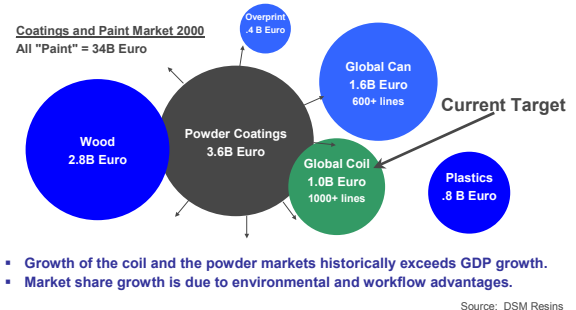 Coatings and Paint Market 2000
All "Paint" = 34B Euro
Overprint
.4 B Euro
Global Can
1.6B Euro
600+ lines
Current Target
Wood
2.8B Euro
Powder Coatings
3.6B Euro
Global Coil
1.0B Euro
1000+ lines
Plastics
.8 B Euro
▪ Growth of the coil and the powder markets historically exceeds GDP growth.
▪ Market share growth is due to environmental and workflow advantages.
Source: DSM Resins